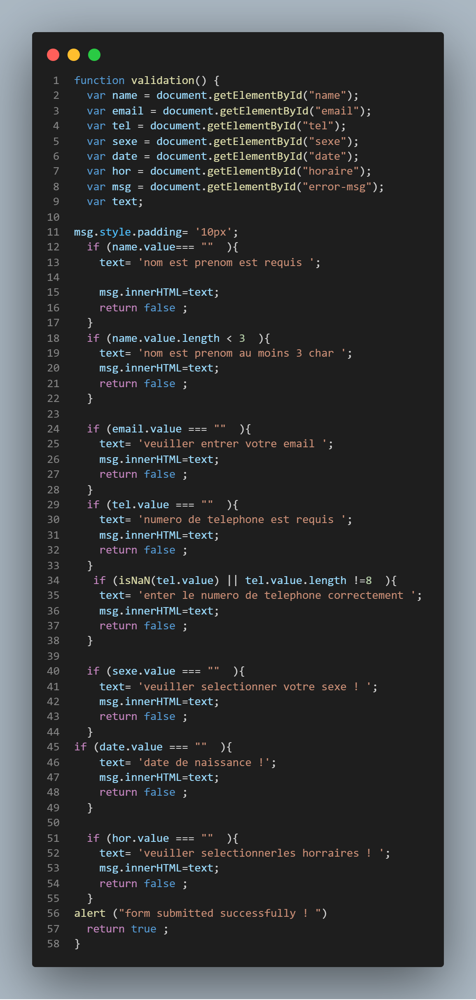 1 function validation() {
2 var name = document.getElementById("name");
3 var email = document.getElementById("email");
4 var tel = document.getElementById("tel");
5 var sexe = document.getElementById("sexe");
6 var date = document.getElementById("date");
7 var hor = document.getElementById("horaire");
8 var msg = document.getElementById("error-msg");
9 var text;
10
11 msg.style.padding= '10px';
12 if (name.value=== ""  ){
13 text= 'nom est prenom est requis ';
14
15 msg.innerHTML=text;
16 return false ;
17 }
18 if (name.value.length < 3  ){
19 text= 'nom est prenom au moins 3 char ';
20 msg.innerHTML=text;
21 return false ;
22 }
23
24 if (email.value === ""  ){
25 text= 'veuiller entrer votre email ';
26 msg.innerHTML=text;
27 return false ;
28 }
29 if (tel.value === ""  ){
30 text= 'numero de telephone est requis ';
31 msg.innerHTML=text;
32 return false ;
33 }
34 if (isNaN(tel.value) || tel.value.length !=8  ){
35 text= 'enter le numero de telephone correctement ';
36 msg.innerHTML=text;
37 return false ;
38 }
39
40 if (sexe.value === ""  ){
41 text= 'veuiller selectionner votre sexe ! ';
42 msg.innerHTML=text;
43 return false ;
44 }
45 if (date.value === ""  ){
46 text= 'date de naissance !';
47 msg.innerHTML=text;
48 return false ;
49 }
50
51 if (hor.value === ""  ){
52 text= 'veuiller selectionnerles horraires ! ';
53 msg.innerHTML=text;
54 return false ;
55 }
56 alert ("form submitted successfully ! ")
57 return true ;
58 }